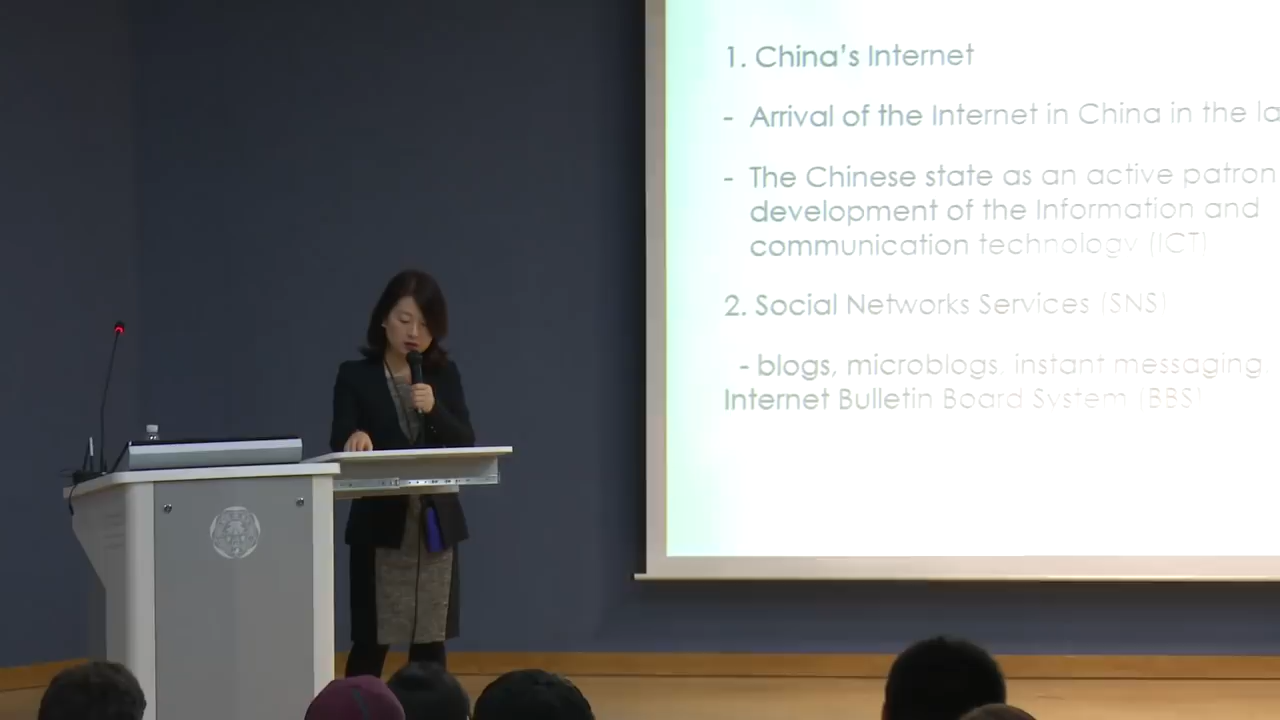 1. China's Internet
- Arrival of the Internet in China in the la
- The Chinese state as an active patron
development of the Information and
communication technology (ICT)
2. Social Networks Services (SNS)
- blogs, microblogs, instant messaging,
Internet Bulletin Board System (BBS)